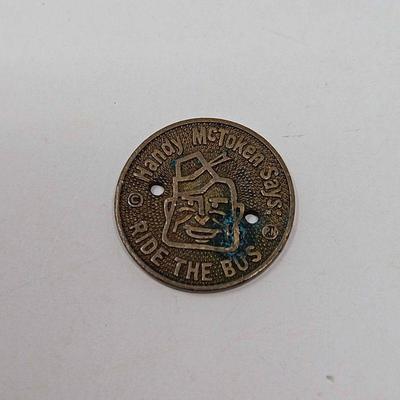 Handy McToken Says,
©
RIDE THE BUS